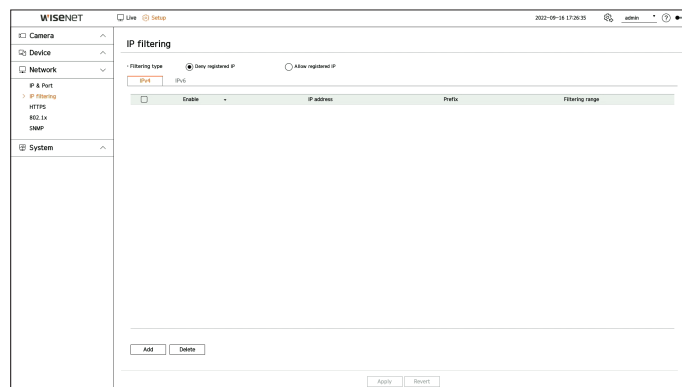 WISENET
Live Setup 2022-09-16 17:26:35 admin
Camera
Device
Network
IP & Port
IP filtering
HTTPS
802.1x
SNMP
System
IP filtering
Filtering type Deny registered IP Allow registered IP
IPv4 IPv6
Enable IP address Prefix Filtering range
Add Delete
Apply Revert